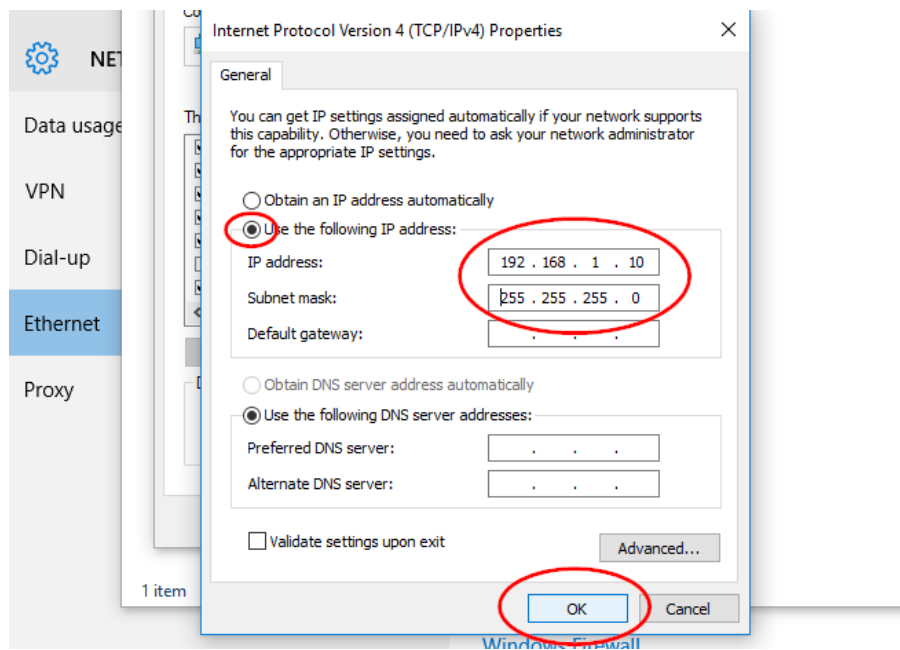 Internet Protocol Version 4 (TCP/IPv4) Properties
General
You can get IP settings assigned automatically if your network supports
this capability. Otherwise, you need to ask your network administrator
for the appropriate IP settings.
Obtain an IP address automatically
Use the following IP address:
IP address: 192 . 168 . 1 . 10
Subnet mask: 255 . 255 . 255 . 0
Default gateway: . . .
Obtain DNS server address automatically
Use the following DNS server addresses:
Preferred DNS server: . . .
Alternate DNS server: . . .
Validate settings upon exit
Advanced...
OK Cancel
Data usage
VPN
Dial-up
Ethernet
Proxy
1 item
Windows Firewall